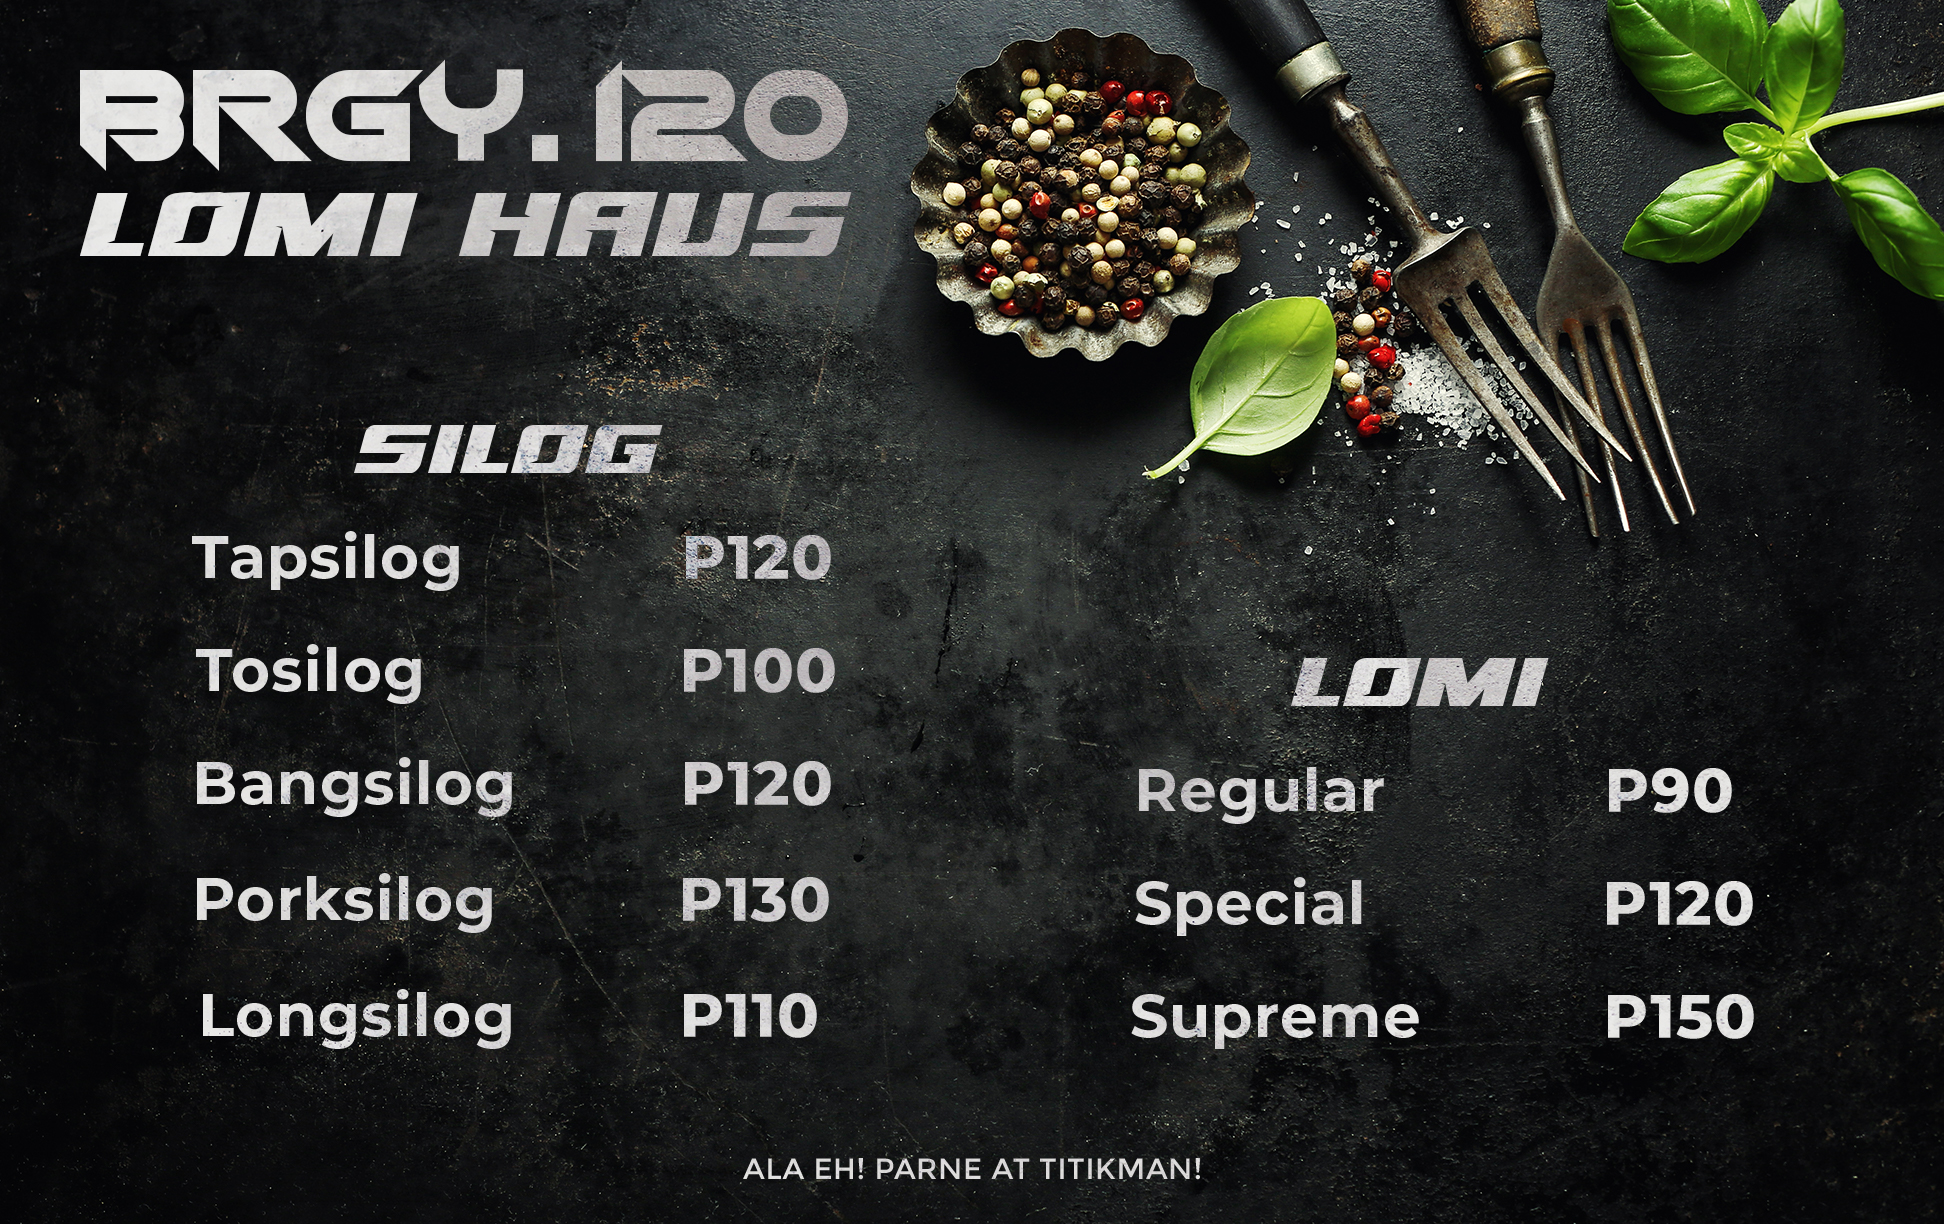 BRGY.120
LOMI HAUS
SILOG
Tapsilog P120
Tosilog P100
Bangsilog P120
Porksilog P130
Longsilog P110
LOMI
Regular P90
Special P120
Supreme P150
ALA EH! PARNE AT TITIKMAN!